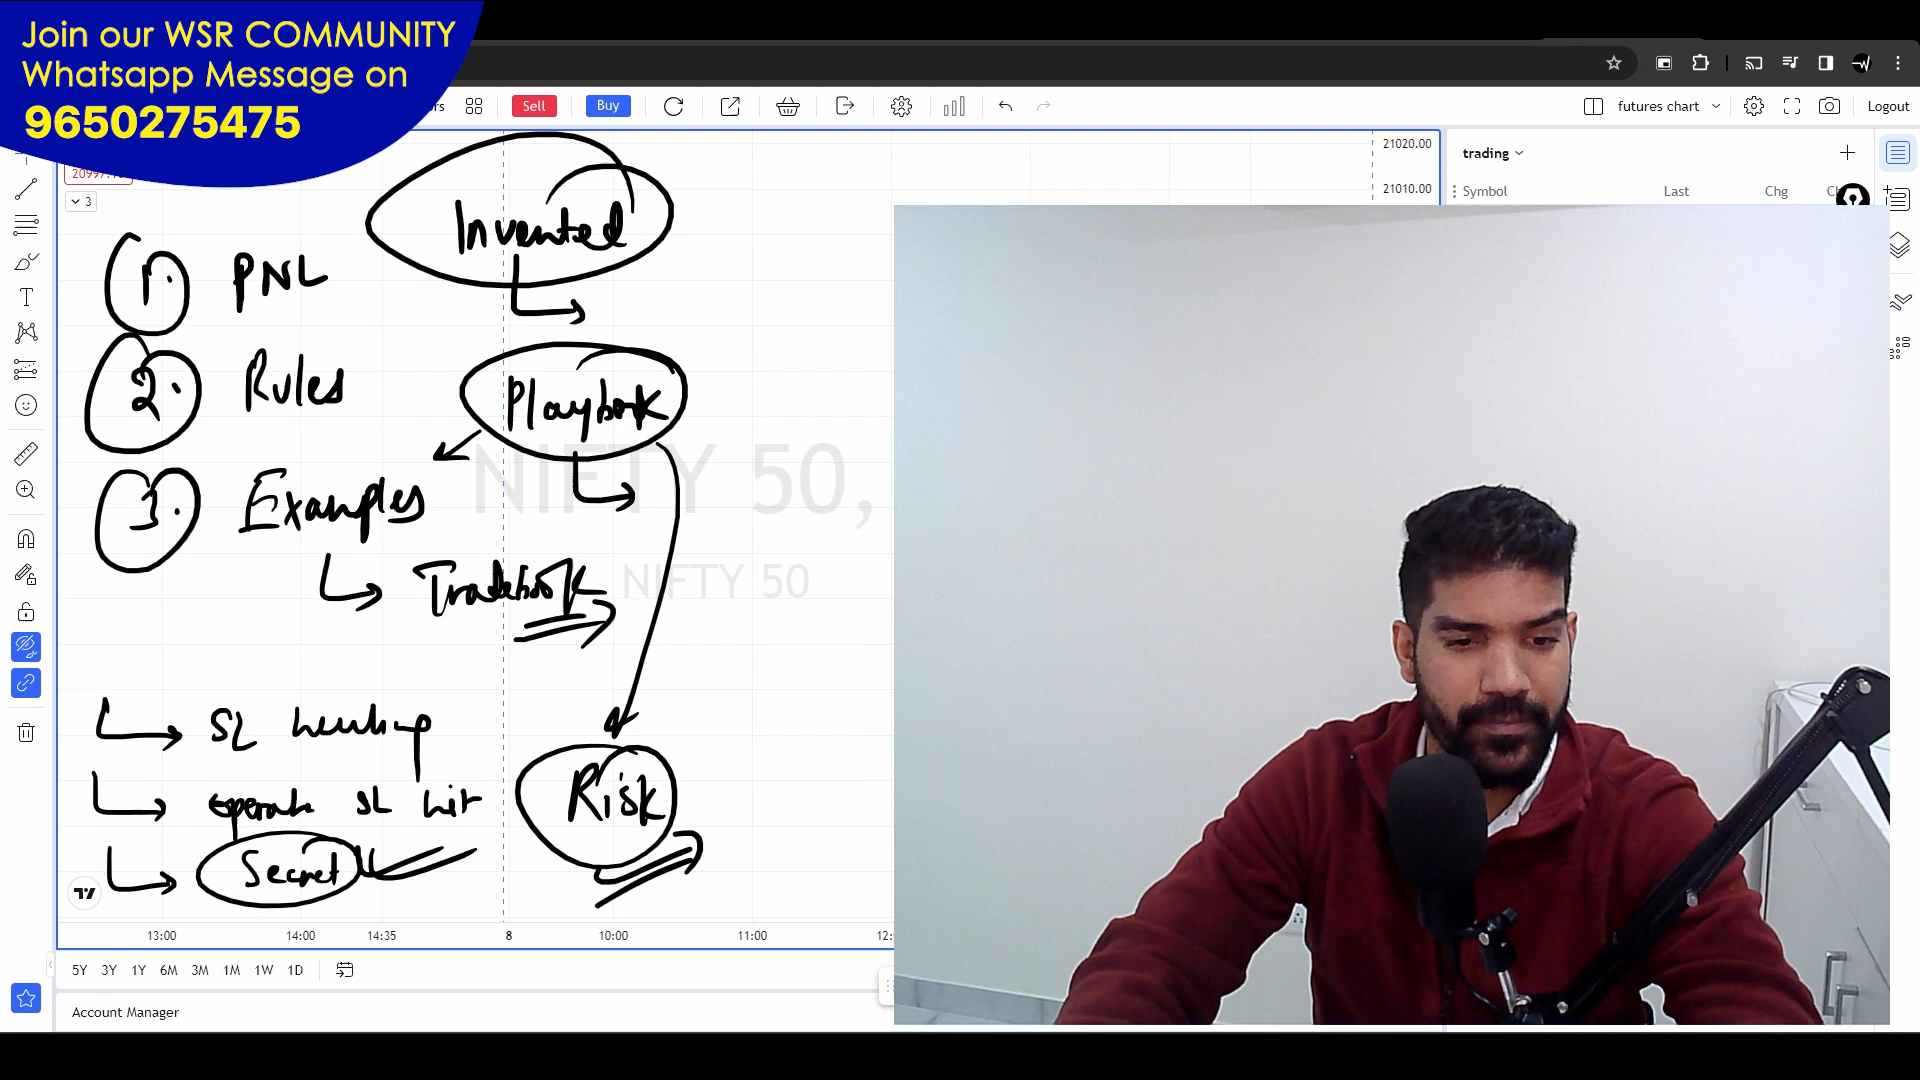 Join our WSR COMMUNITY
Whatsapp Message on
9650275475
Sell
Buy
futures chart
Logout
21020.00
trading
21010.00
Symbol Last Chg
3
Invented
1. PNL
2. Rules
Playbook
NIFTY 50,
3. Examples
Tradebook
NIFTY 50
SL
Risk
operator SL hit
Secret
13:00 14:00 14:35 8 10:00 11:00
5Y 3Y 1Y 6M 3M 1M 1W 1D
Account Manager